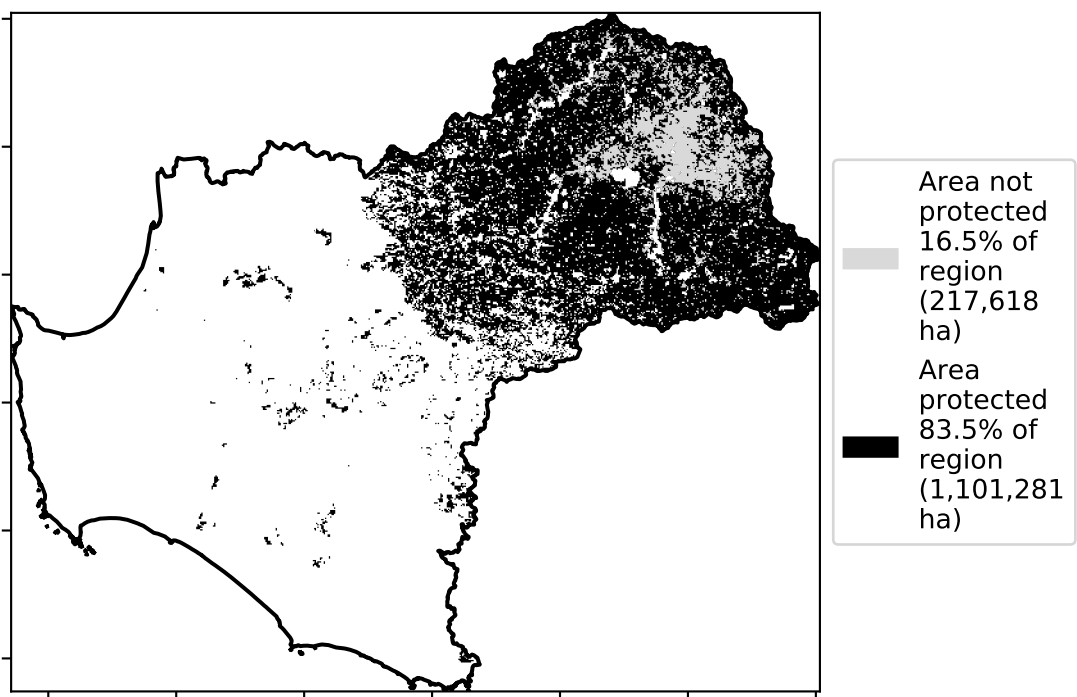 Area not
protected
16.5% of
region
(217,618
ha)
Area
protected
83.5% of
region
(1,101,281
ha)